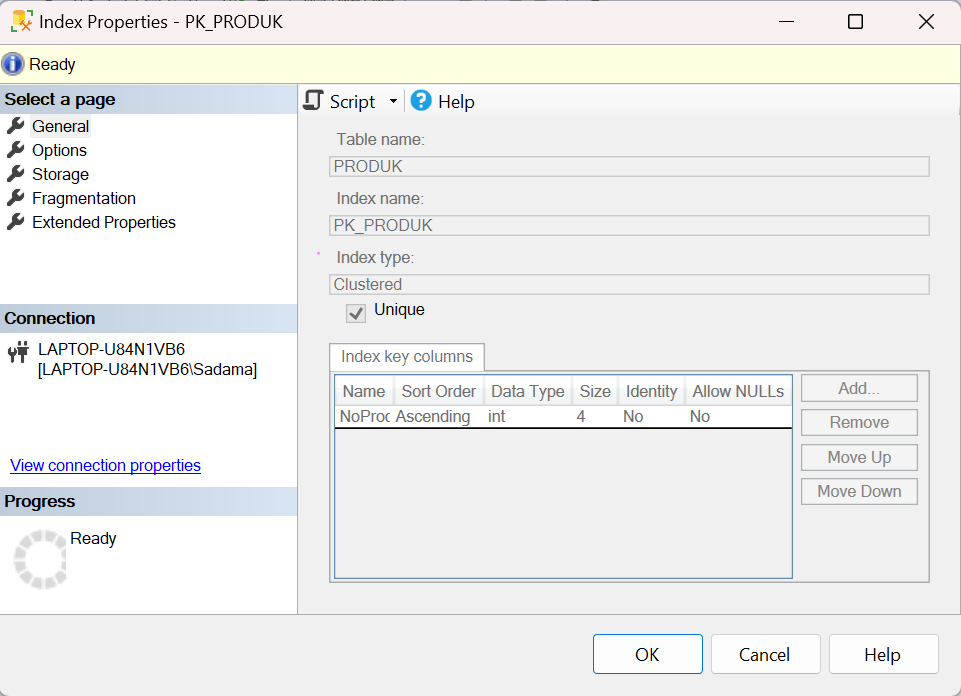 Index Properties - PK_PRODUK
Ready
Select a page
General
Options
Storage
Fragmentation
Extended Properties
Connection
LAPTOP-U84N1VB6
[LAPTOP-U84N1VB6\Sadama]
View connection properties
Progress
Ready
Script Help
Table name:
PRODUK
Index name:
PK_PRODUK
Index type:
Clustered
Unique
Index key columns
Name Sort Order Data Type Size Identity Allow NULLs
NoProc Ascending int 4 No No
Add...
Remove
Move Up
Move Down
OK Cancel Help